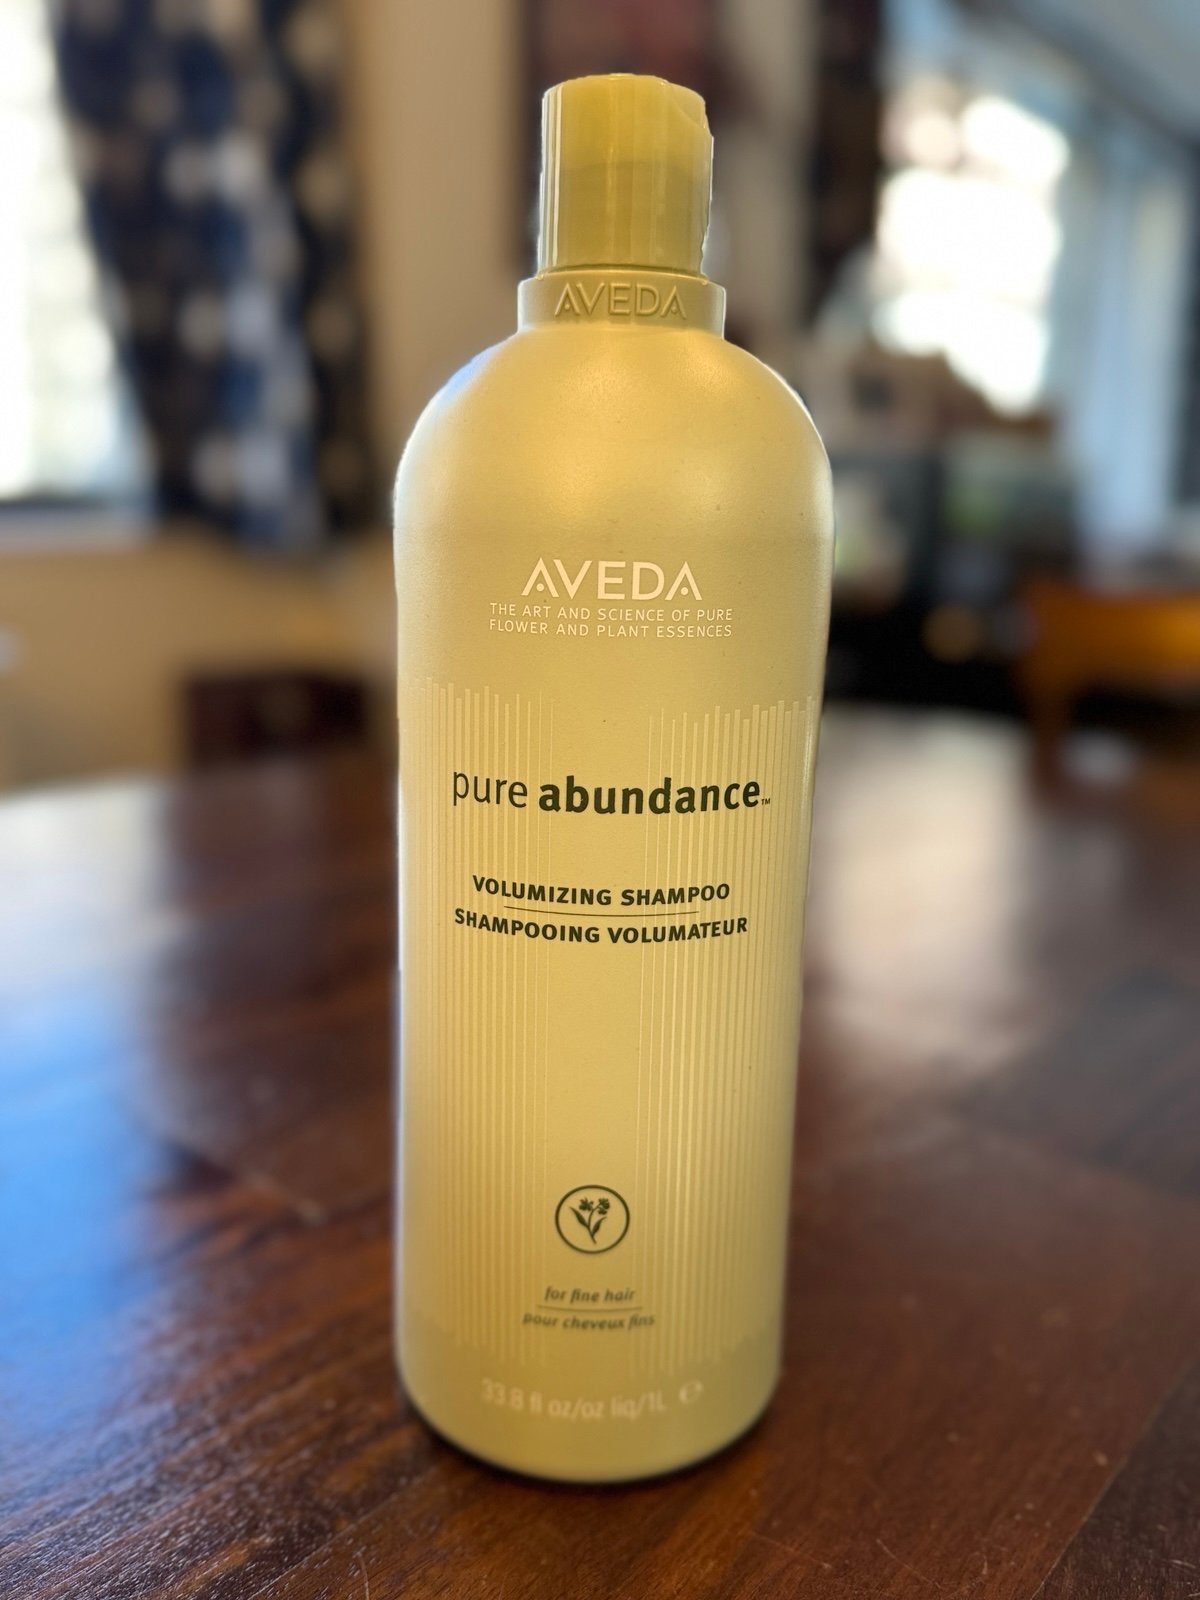 AVEDA
AVEDA
THE ART AND SCIENCE OF PURE
FLOWER AND PLANT ESSENCES
pure abundance™
VOLUMIZING SHAMPOO
SHAMPOOING VOLUMATEUR
for fine hair
pour cheveux fins
33.8 fl oz/oz liq/1L ℮